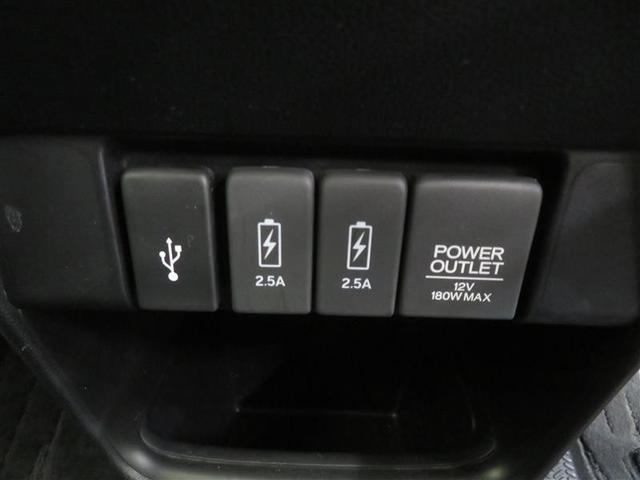 2.5A
2.5A
POWER
OUTLET
12V
180W MAX